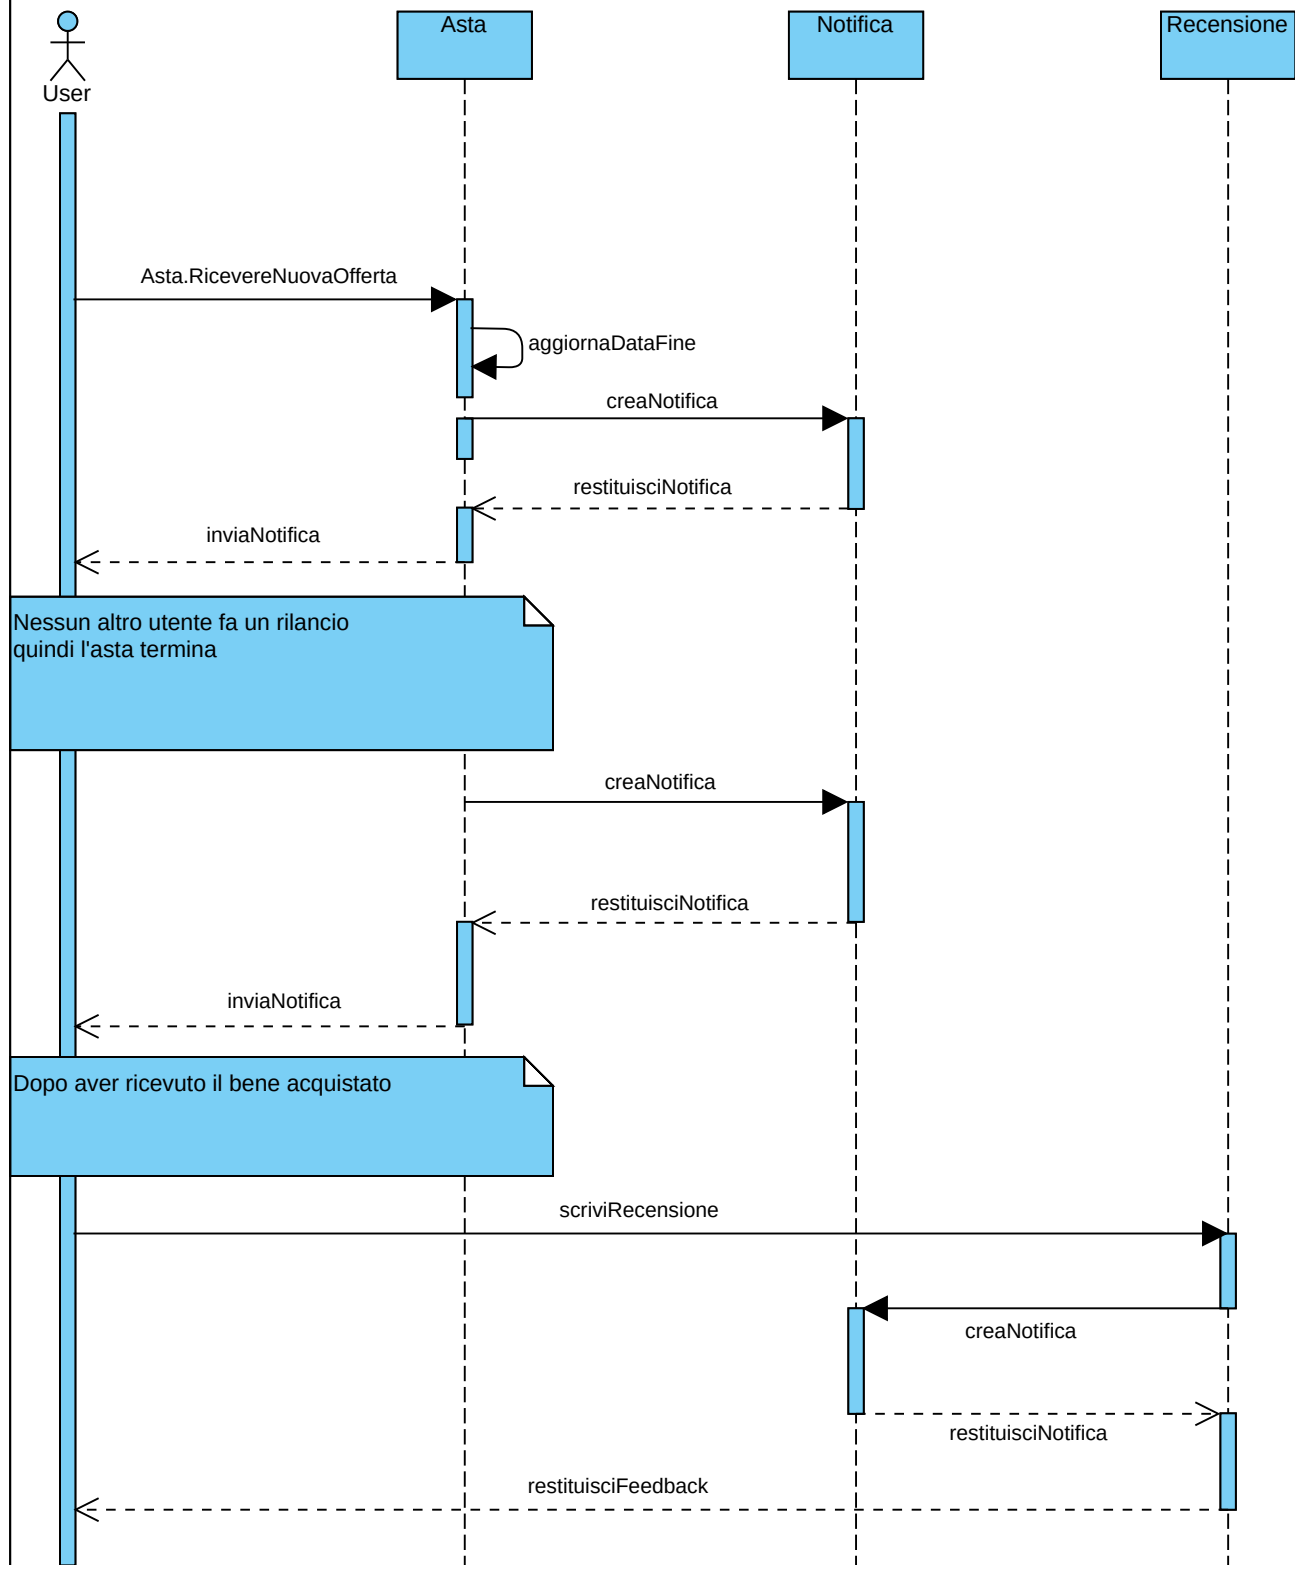 User
Asta
Notifica
Recensione
Asta.RicevereNuovaOfferta
aggiornaDataFine
creaNotifica
restituisciNotifica
inviaNotifica
Nessun altro utente fa un rilancio
quindi l'asta termina
creaNotifica
restituisciNotifica
inviaNotifica
Dopo aver ricevuto il bene acquistato
scriviRecensione
creaNotifica
restituisciNotifica
restituisciFeedback